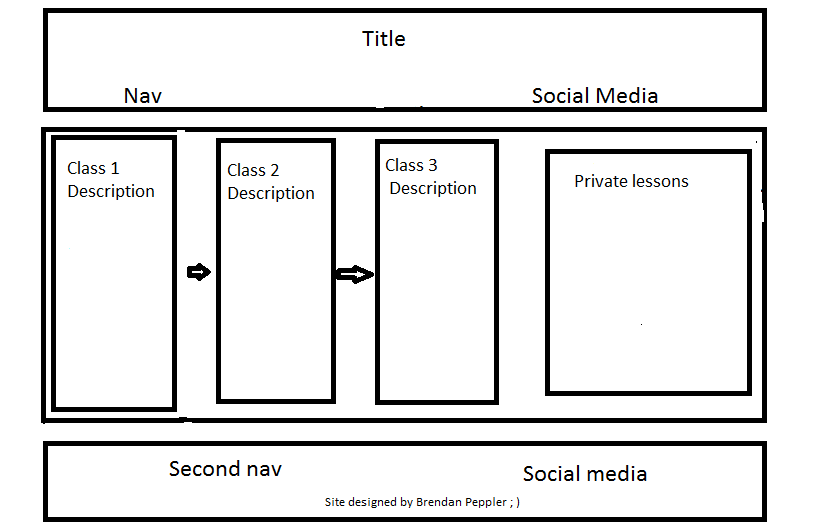 Title
Nav
Social Media
Class 1
Description
Class 2
Description
Class 3
Description
Private lessons
Second nav
Social media
Site designed by Brendan Peppler ; )